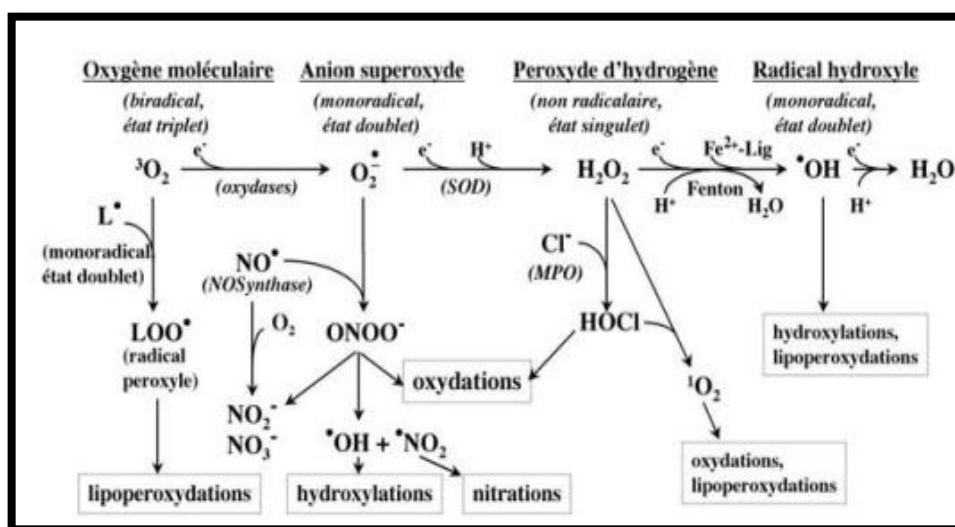 Oxygène moléculaire Anion superoxyde Peroxyde d'hydrogène Radical hydroxyle
(biradical, (monoradical, (non radicalaire, (monoradical,
état triplet) état doublet) état singulet) état doublet)
e⁻ e⁻ H⁺ e⁻ Fe²⁺-Lig e⁻
³O₂ O₂•⁻ H₂O₂ •OH H₂O
(oxydases) (SOD) Fenton
H⁺ H₂O H⁺
L•
(monoradical,
état doublet)
NO•
(NOSynthase)
Cl⁻
(MPO)
O₂
LOO• ONOO⁻ HOCl
(radical
peroxyle)
hydroxylations,
lipoperoxydations
oxydations
¹O₂
NO₂⁻
NO₃⁻
•OH + •NO₂
oxydations,
lipoperoxydations
lipoperoxydations hydroxylations nitrations